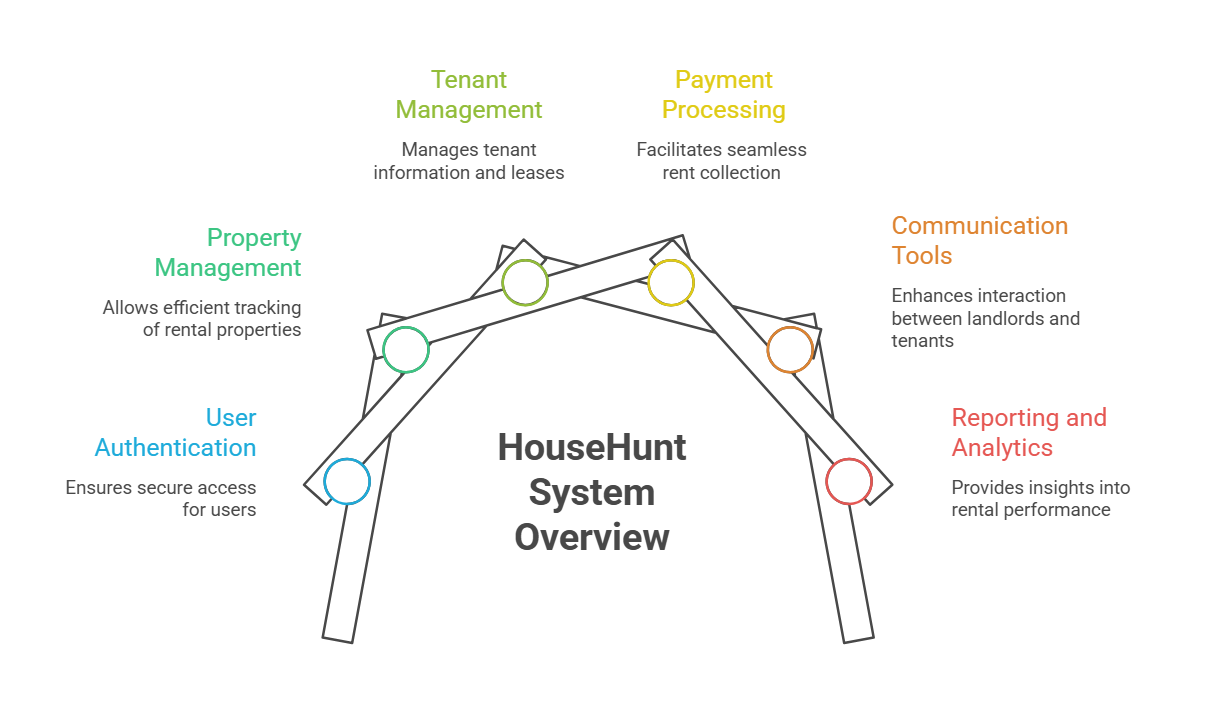 Tenant
Management
Manages tenant
information and leases
Payment
Processing
Facilitates seamless
rent collection
Property
Management
Allows efficient tracking
of rental properties
Communication
Tools
Enhances interaction
between landlords and
tenants
User
Authentication
Ensures secure access
for users
HouseHunt
System
Overview
Reporting and
Analytics
Provides insights into
rental performance